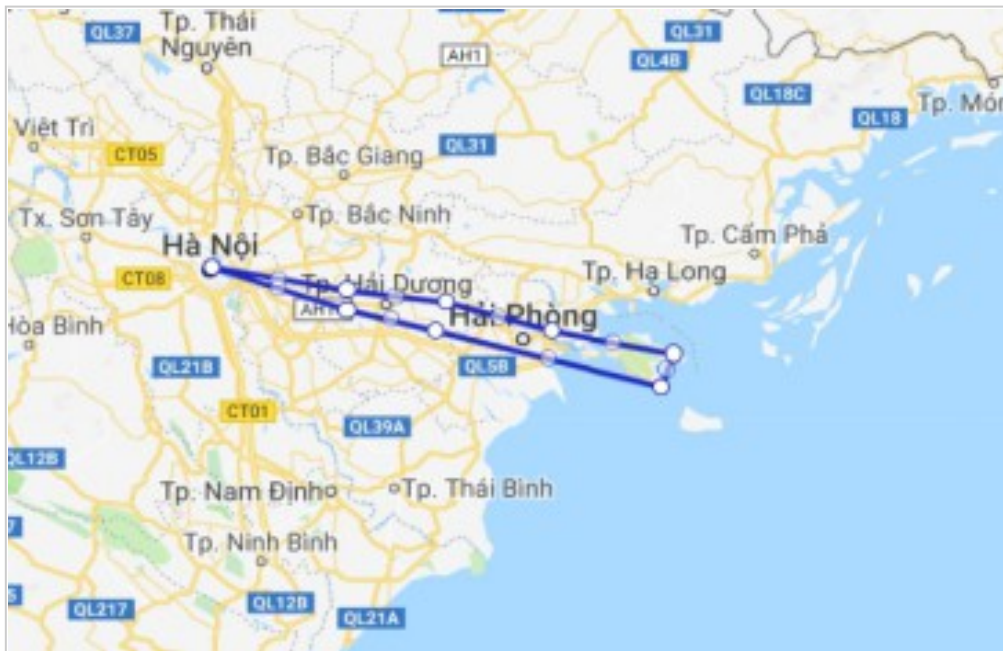 QL37
Tp. Thái
Nguyên
AH1
QL31
QL4B
QL18C
QL18
Tp. Món
Việt Trì
CT05
QL31
Tp. Bắc Giang
Tx. Sơn Tây
Tp. Bắc Ninh
Hà Nội
Tp. Cẩm Phả
CT08
Tp. Hải Dương
Tp. Hạ Long
AH1
Hải Phòng
Hòa Bình
QL21B
QL5B
CT01
QL39A
QL12B
Tp. Nam Định
Tp. Thái Bình
Tp. Ninh Bình
QL217
QL12B
QL21A